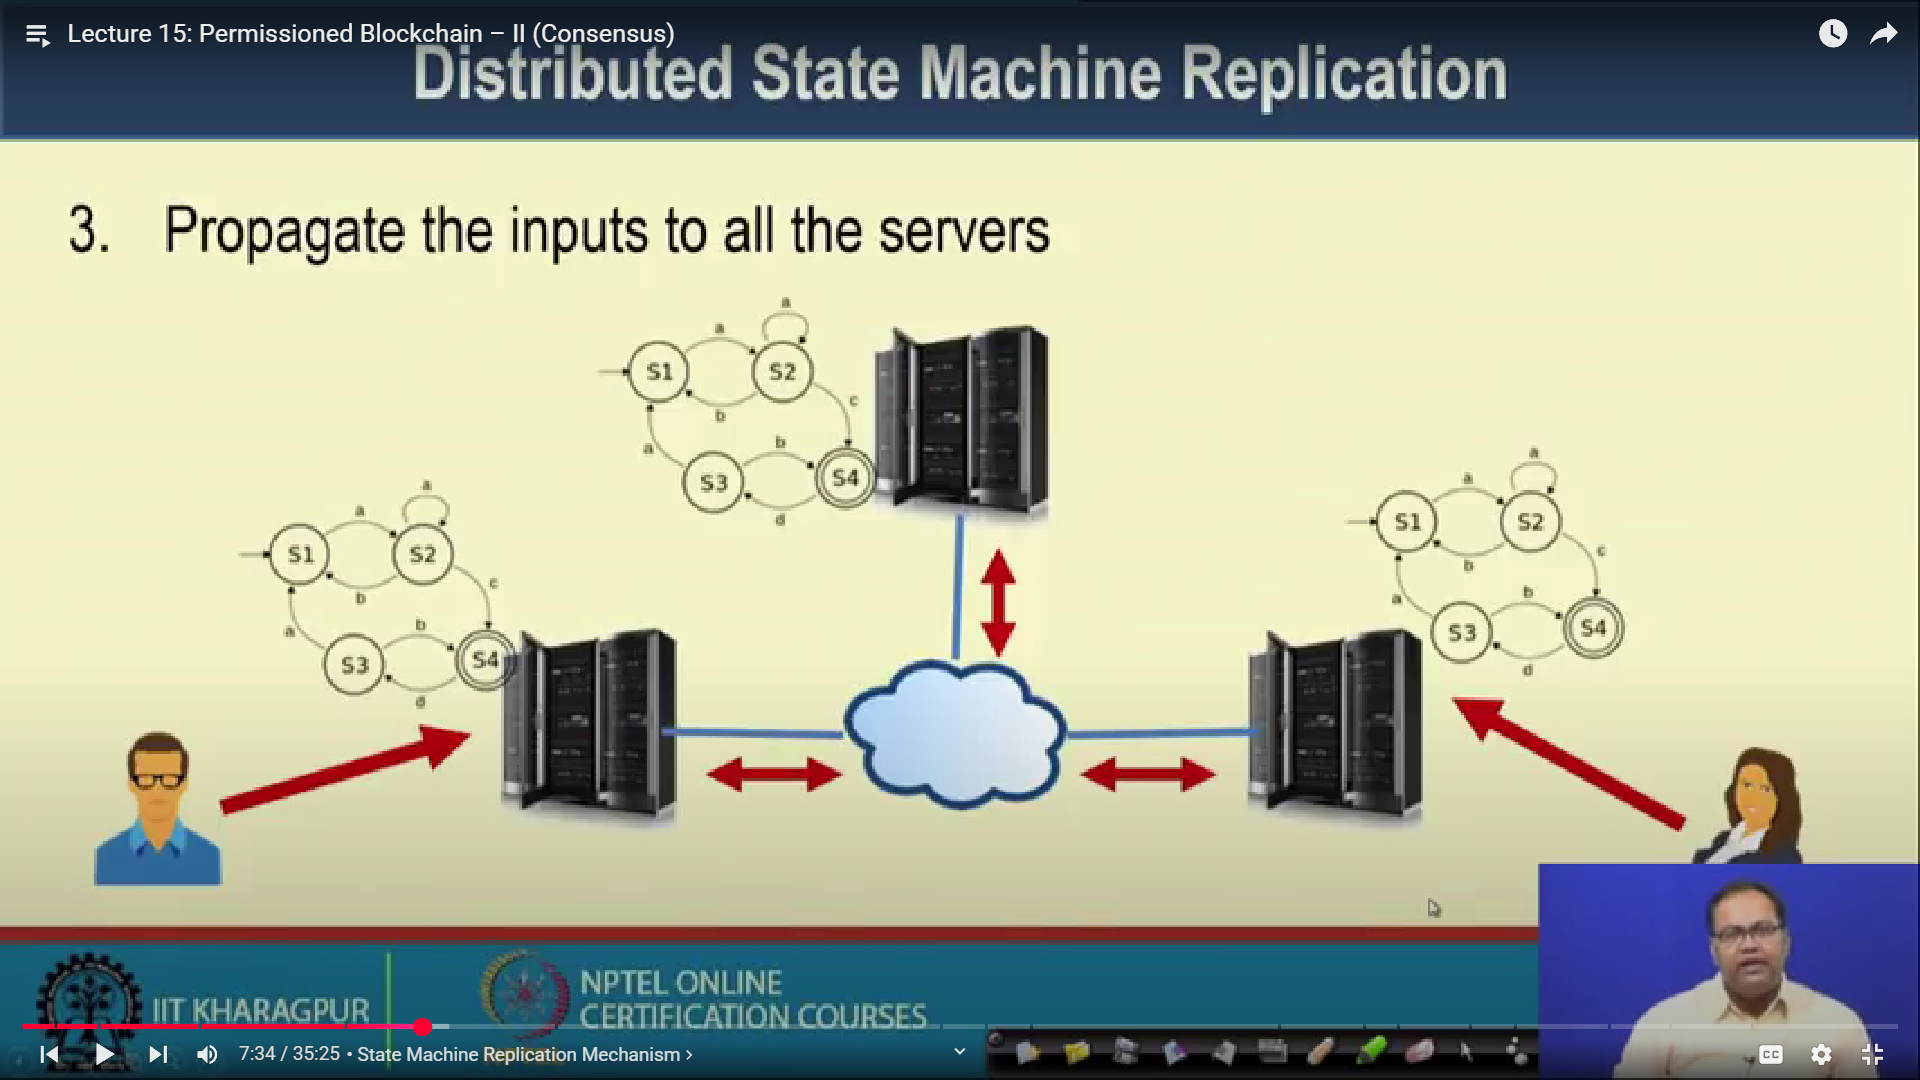 Lecture 15: Permissioned Blockchain – II (Consensus)
Distributed State Machine Replication
3. Propagate the inputs to all the servers
a
a
S1
S2
b
c
a
b
S3
S4
d
a
a
S1
S2
b
c
a
b
S3
S4
d
a
a
S1
S2
b
c
a
b
S3
S4
d
IIT KHARAGPUR
NPTEL ONLINE
CERTIFICATION COURSES
7:34 / 35:25 • State Machine Replication Mechanism ›
CC